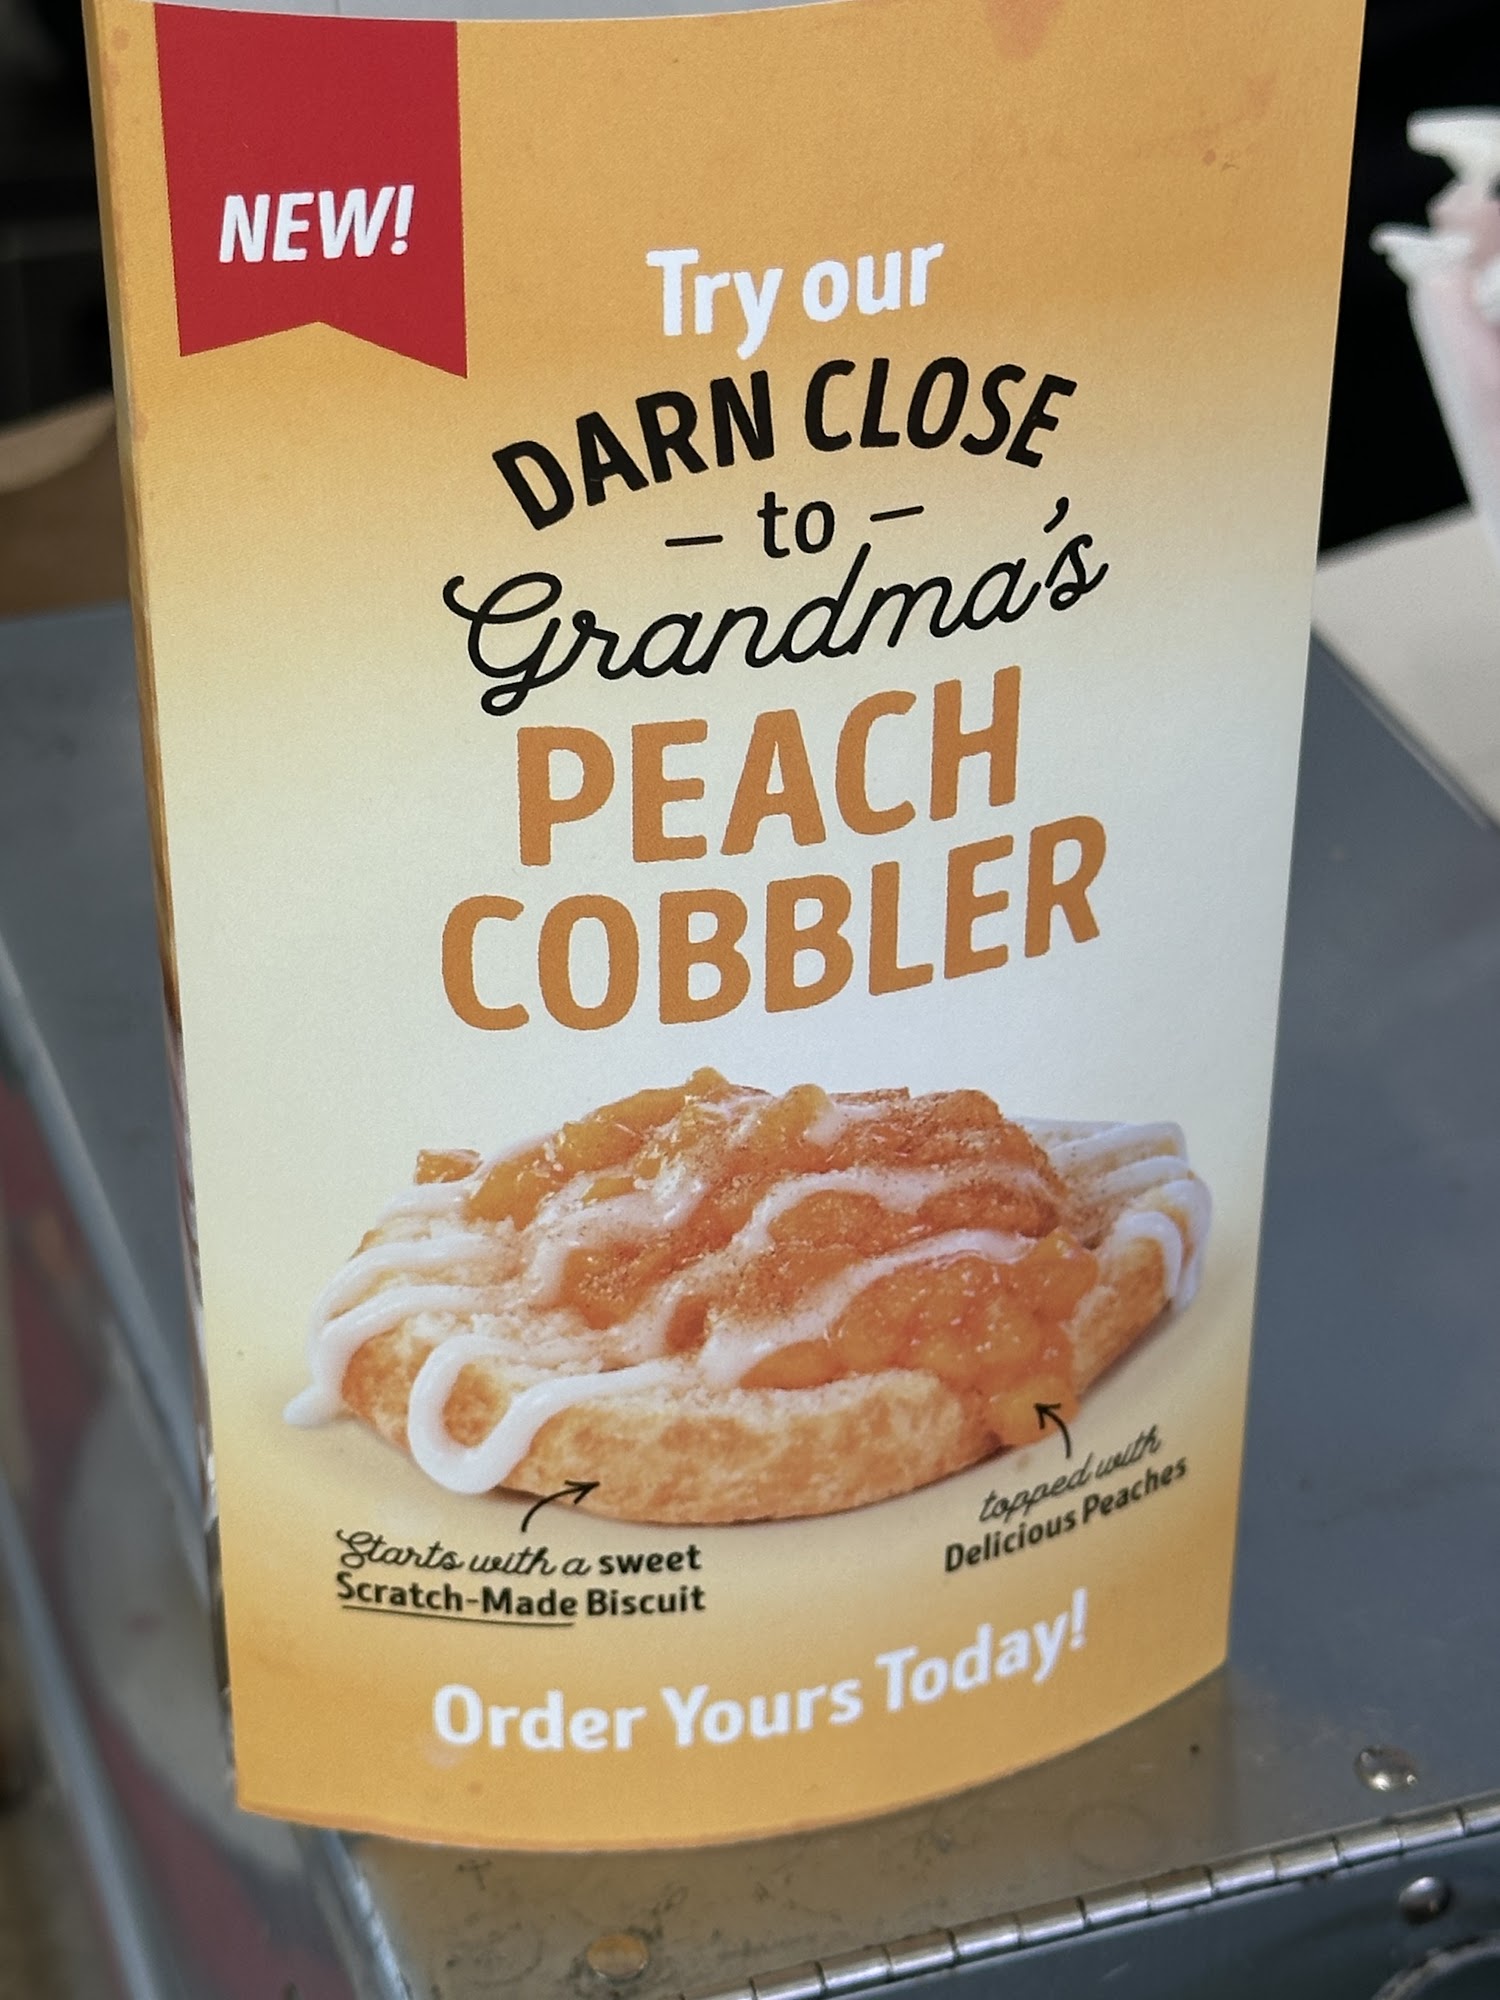 NEW!
Try our
DARN CLOSE
– to –
Grandma's
PEACH
COBBLER
Starts with a sweet
Scratch-Made Biscuit
topped with
Delicious Peaches
Order Yours Today!